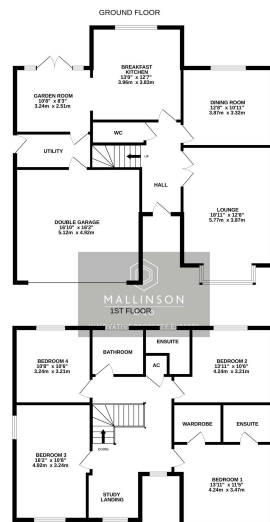 GROUND FLOOR
BREAKFAST
KITCHEN
13'0" x 12'7"
3.96m x 3.83m
GARDEN ROOM
10'8" x 8'3"
3.24m x 2.51m
DINING ROOM
12'8" x 10'11"
3.87m x 3.32m
WC
UTILITY
UP
HALL
DOUBLE GARAGE
16'10" x 16'2"
5.12m x 4.92m
LOUNGE
18'11" x 12'8"
5.77m x 3.87m
MALLINSON
1ST FLOOR
BEDROOM 4
10'8" x 10'6"
3.24m x 3.21m
BATHROOM
ENSUITE
AC
BEDROOM 2
13'11" x 10'6"
4.24m x 3.21m
WARDROBE
ENSUITE
DOWN
BEDROOM 3
16'2" x 10'8"
4.92m x 3.24m
STUDY
LANDING
BEDROOM 1
13'11" x 11'5"
4.24m x 3.47m